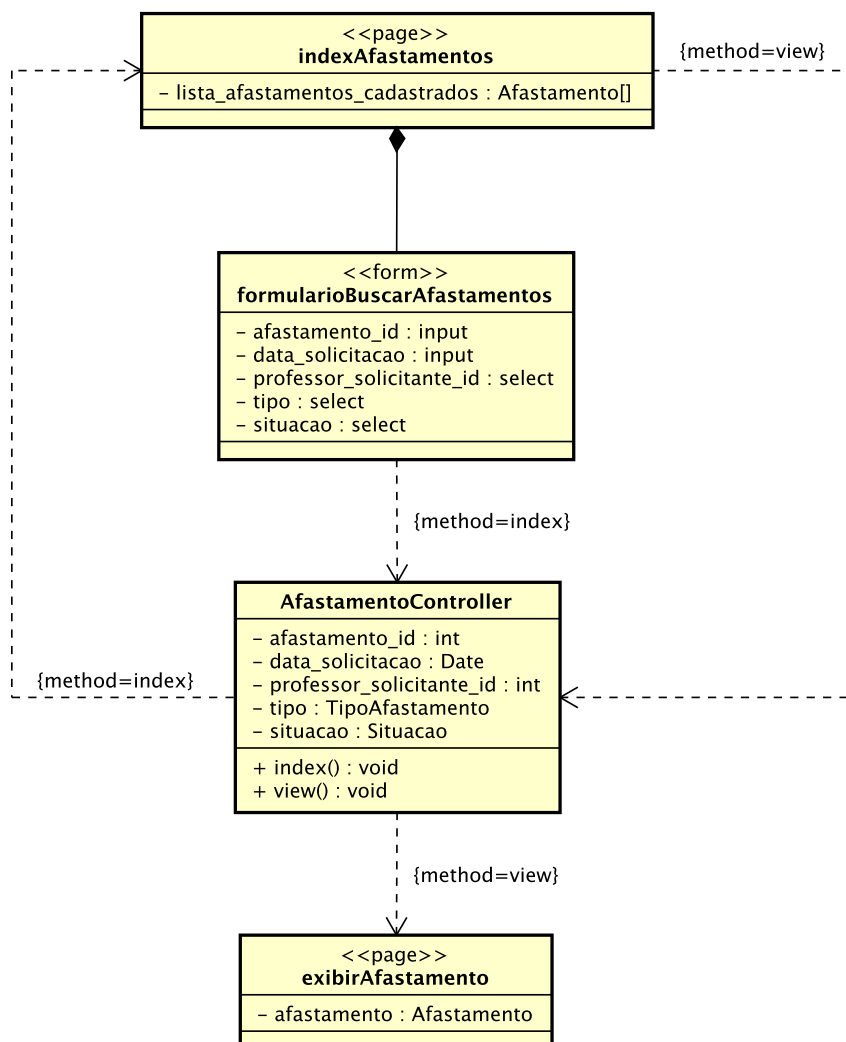 <<page>>
indexAfastamentos
{method=view}
- lista_afastamentos_cadastrados : Afastamento[]
<<form>>
formularioBuscarAfastamentos
- afastamento_id : input
- data_solicitacao : input
- professor_solicitante_id : select
- tipo : select
- situacao : select
{method=index}
AfastamentoController
- afastamento_id : int
- data_solicitacao : Date
- professor_solicitante_id : int
- tipo : TipoAfastamento
- situacao : Situacao
{method=index}
+ index() : void
+ view() : void
{method=view}
<<page>>
exibirAfastamento
- afastamento : Afastamento